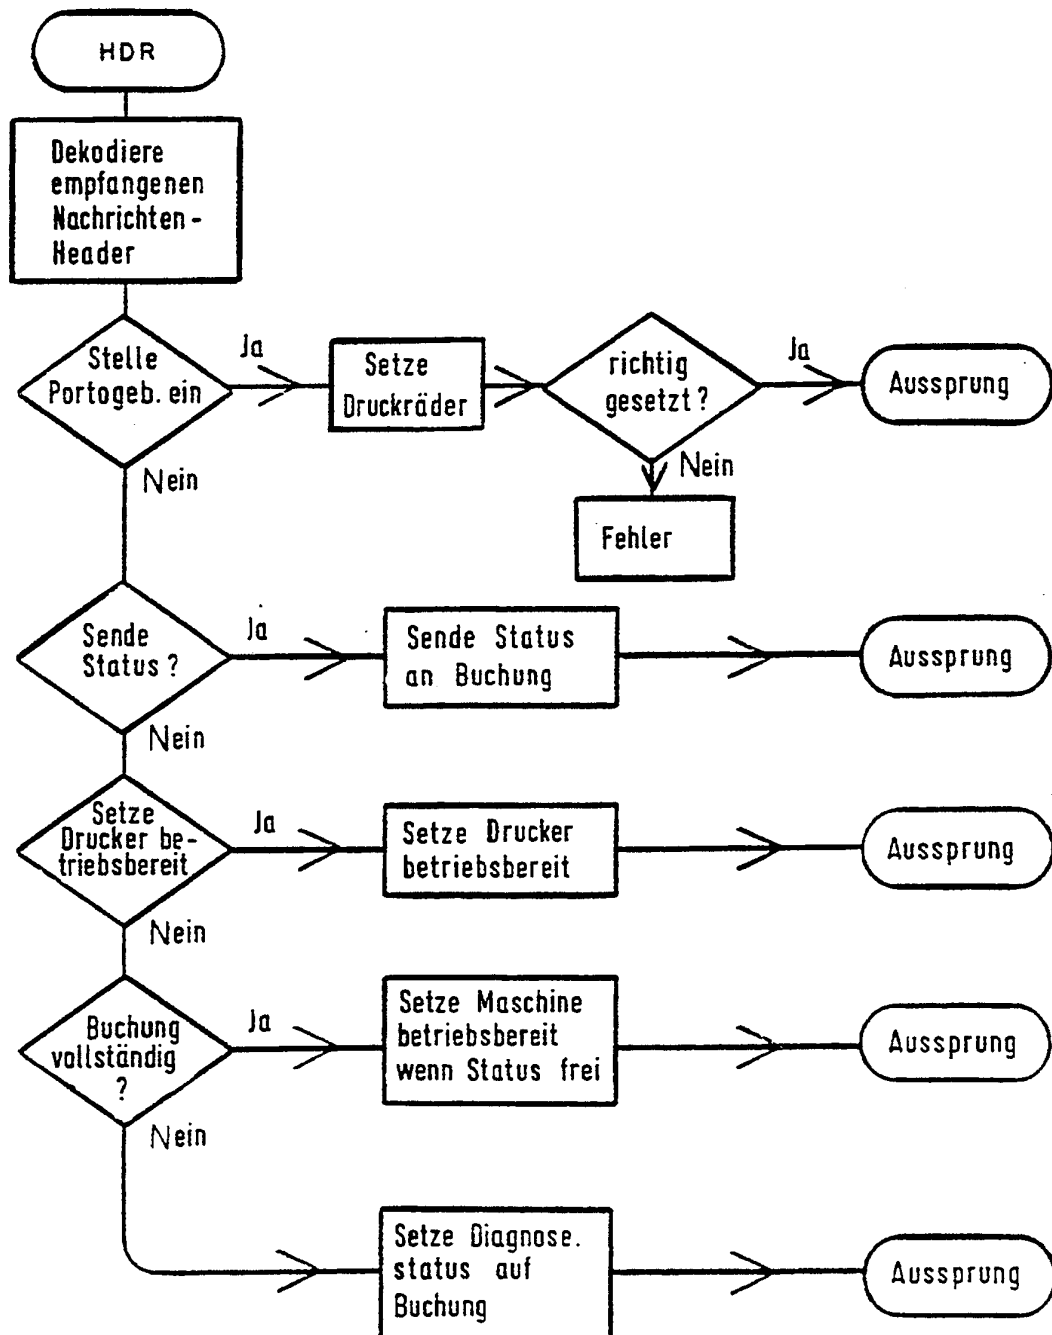 HDR
Dekodiere
empfangenen
Nachrichten-
Header
Stelle
Portogeb. ein
Ja
Setze
Druckräder
richtig
gesetzt?
Ja
Aussprung
Nein
Nein
Fehler
Sende
Status?
Ja
Sende Status
an Buchung
Aussprung
Nein
Setze
Drucker be-
triebsbereit
Ja
Setze Drucker
betriebsbereit
Aussprung
Nein
Buchung
vollständig
?
Ja
Setze Maschine
betriebsbereit
wenn Status frei
Aussprung
Nein
Setze Diagnose.
status auf
Buchung
Aussprung